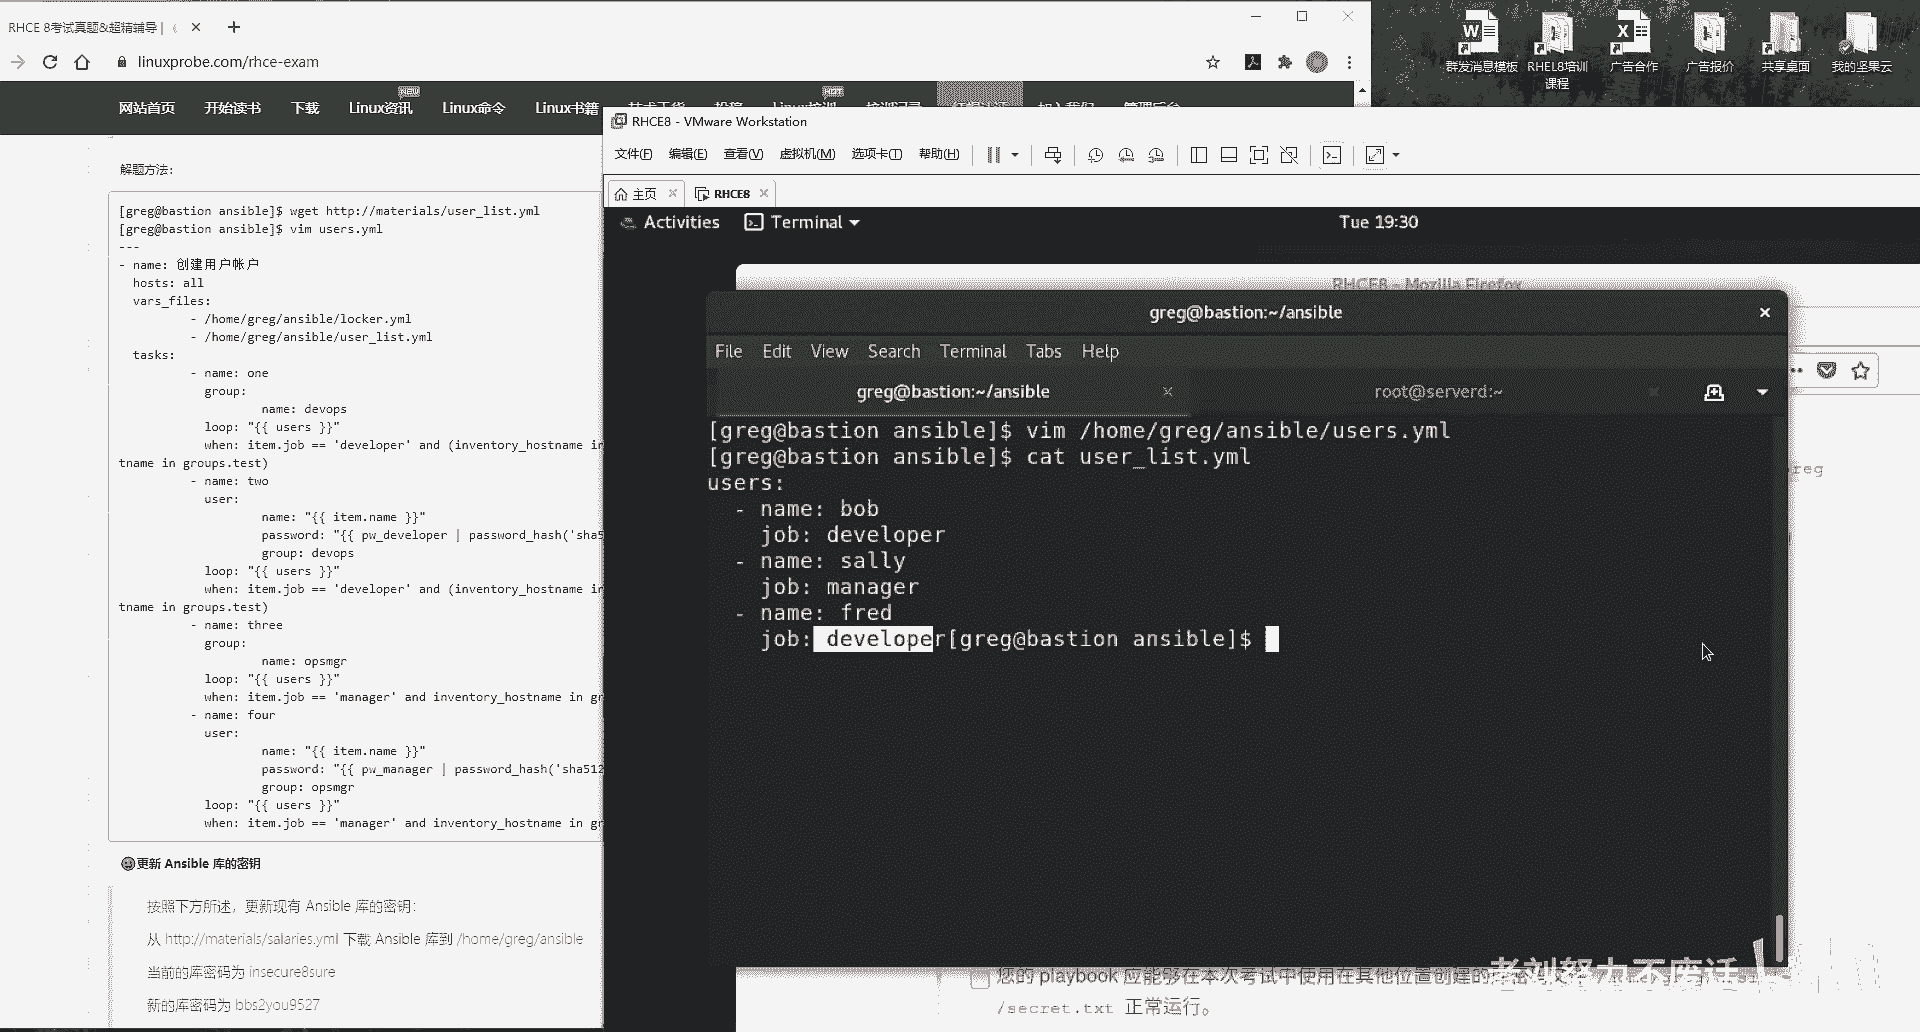 RHCE 8考试真题&超精辅导 |
linuxprobe.com/rhce-exam
网站首页 开始读书 下载 Linux资讯 NEW Linux命令 Linux书籍
HOT
解题方法:
[greg@bastion ansible]$ wget http://materials/user_list.yml
[greg@bastion ansible]$ vim users.yml
---
- name: 创建用户帐户
hosts: all
vars_files:
- /home/greg/ansible/locker.yml
- /home/greg/ansible/user_list.yml
tasks:
- name: one
group:
name: devops
loop: "{{ users }}"
when: item.job == 'developer' and (inventory_hostname in
tname in groups.test)
- name: two
user:
name: "{{ item.name }}"
password: "{{ pw_developer | password_hash('sha5
group: devops
loop: "{{ users }}"
when: item.job == 'developer' and (inventory_hostname in
tname in groups.test)
- name: three
group:
name: opsmgr
loop: "{{ users }}"
when: item.job == 'manager' and inventory_hostname in gr
- name: four
user:
name: "{{ item.name }}"
password: "{{ pw_manager | password_hash('sha512
group: opsmgr
loop: "{{ users }}"
when: item.job == 'manager' and inventory_hostname in gr
更新 Ansible 库的密钥
按照下方所述，更新现有 Ansible 库的密钥:
从 http://materials/salaries.yml 下载 Ansible 库到 /home/greg/ansible
当前的库密码为 insecure8sure
新的库密码为 bbs2you9527
群发消息模板 RHEL8培训课程 广告合作 广告报价 共享桌面 我的坚果云
RHCE8 - VMware Workstation
文件(F) 编辑(E) 查看(V) 虚拟机(M) 选项卡(T) 帮助(H)
主页 RHCE8
Activities Terminal Tue 19:30
RHCE8 - Mozilla Firefox
greg@bastion:~/ansible
File Edit View Search Terminal Tabs Help
greg@bastion:~/ansible root@serverd:~
[greg@bastion ansible]$ vim /home/greg/ansible/users.yml
[greg@bastion ansible]$ cat user_list.yml
users:
- name: bob
job: developer
- name: sally
job: manager
- name: fred
job: developer[greg@bastion ansible]$
reg
您的 playbook 应能够在本次考试中使用在其他位置创建的
/secret.txt 正常运行。
老刘努力不废话